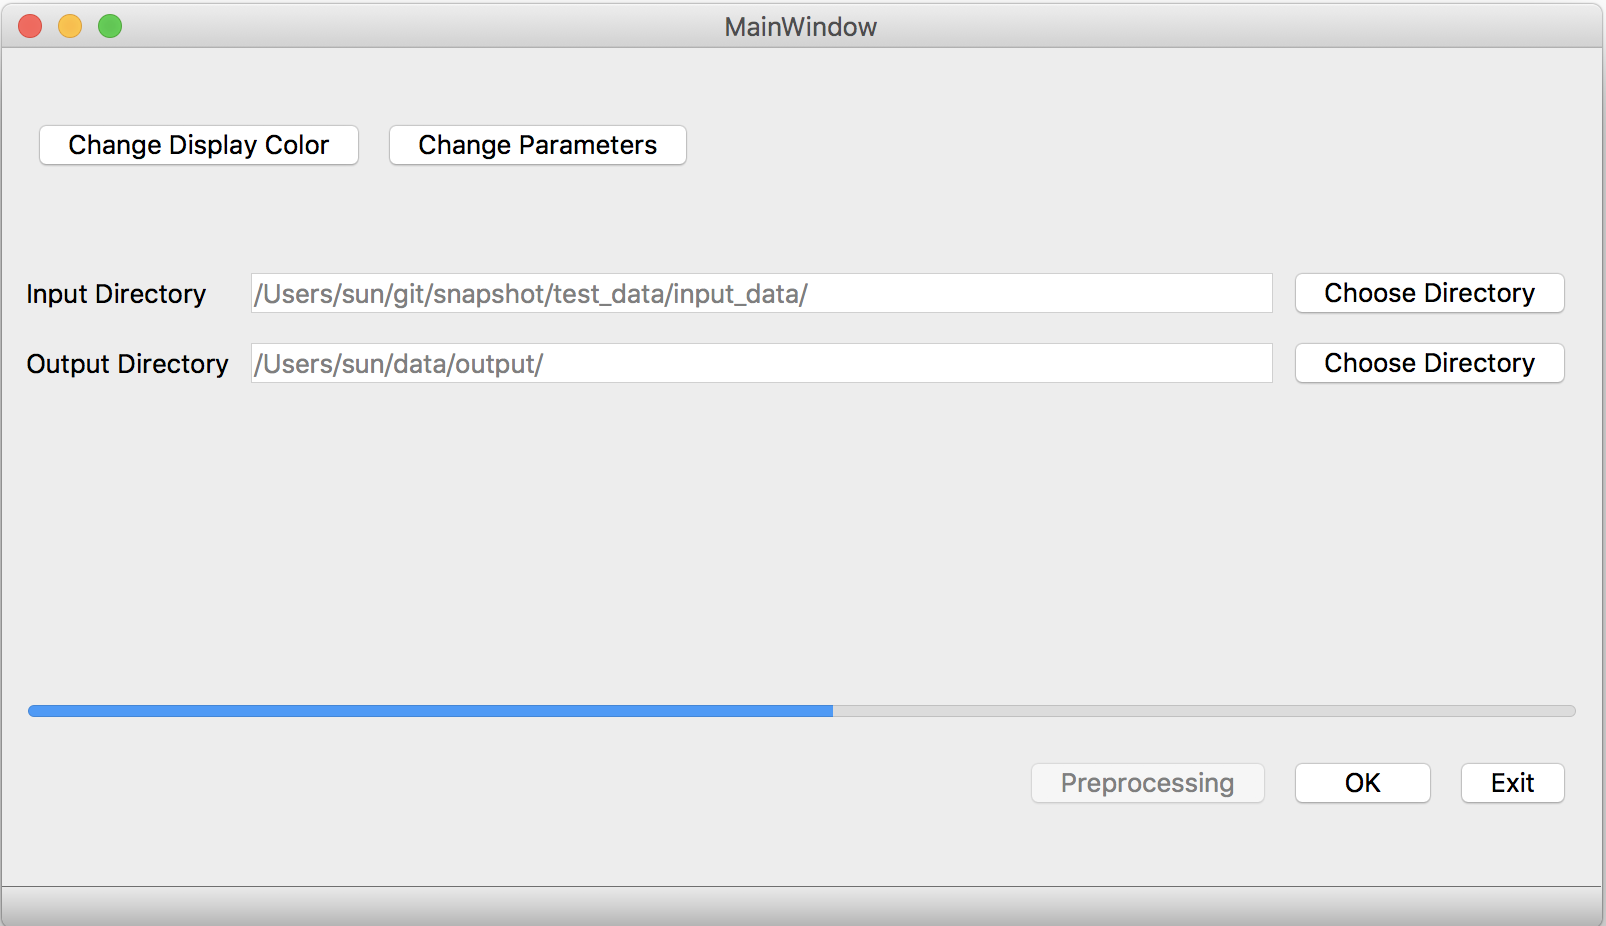 MainWindow
Change Display Color Change Parameters
Input Directory /Users/sun/git/snapshot/test_data/input_data/ Choose Directory
Output Directory /Users/sun/data/output/ Choose Directory
Preprocessing OK Exit